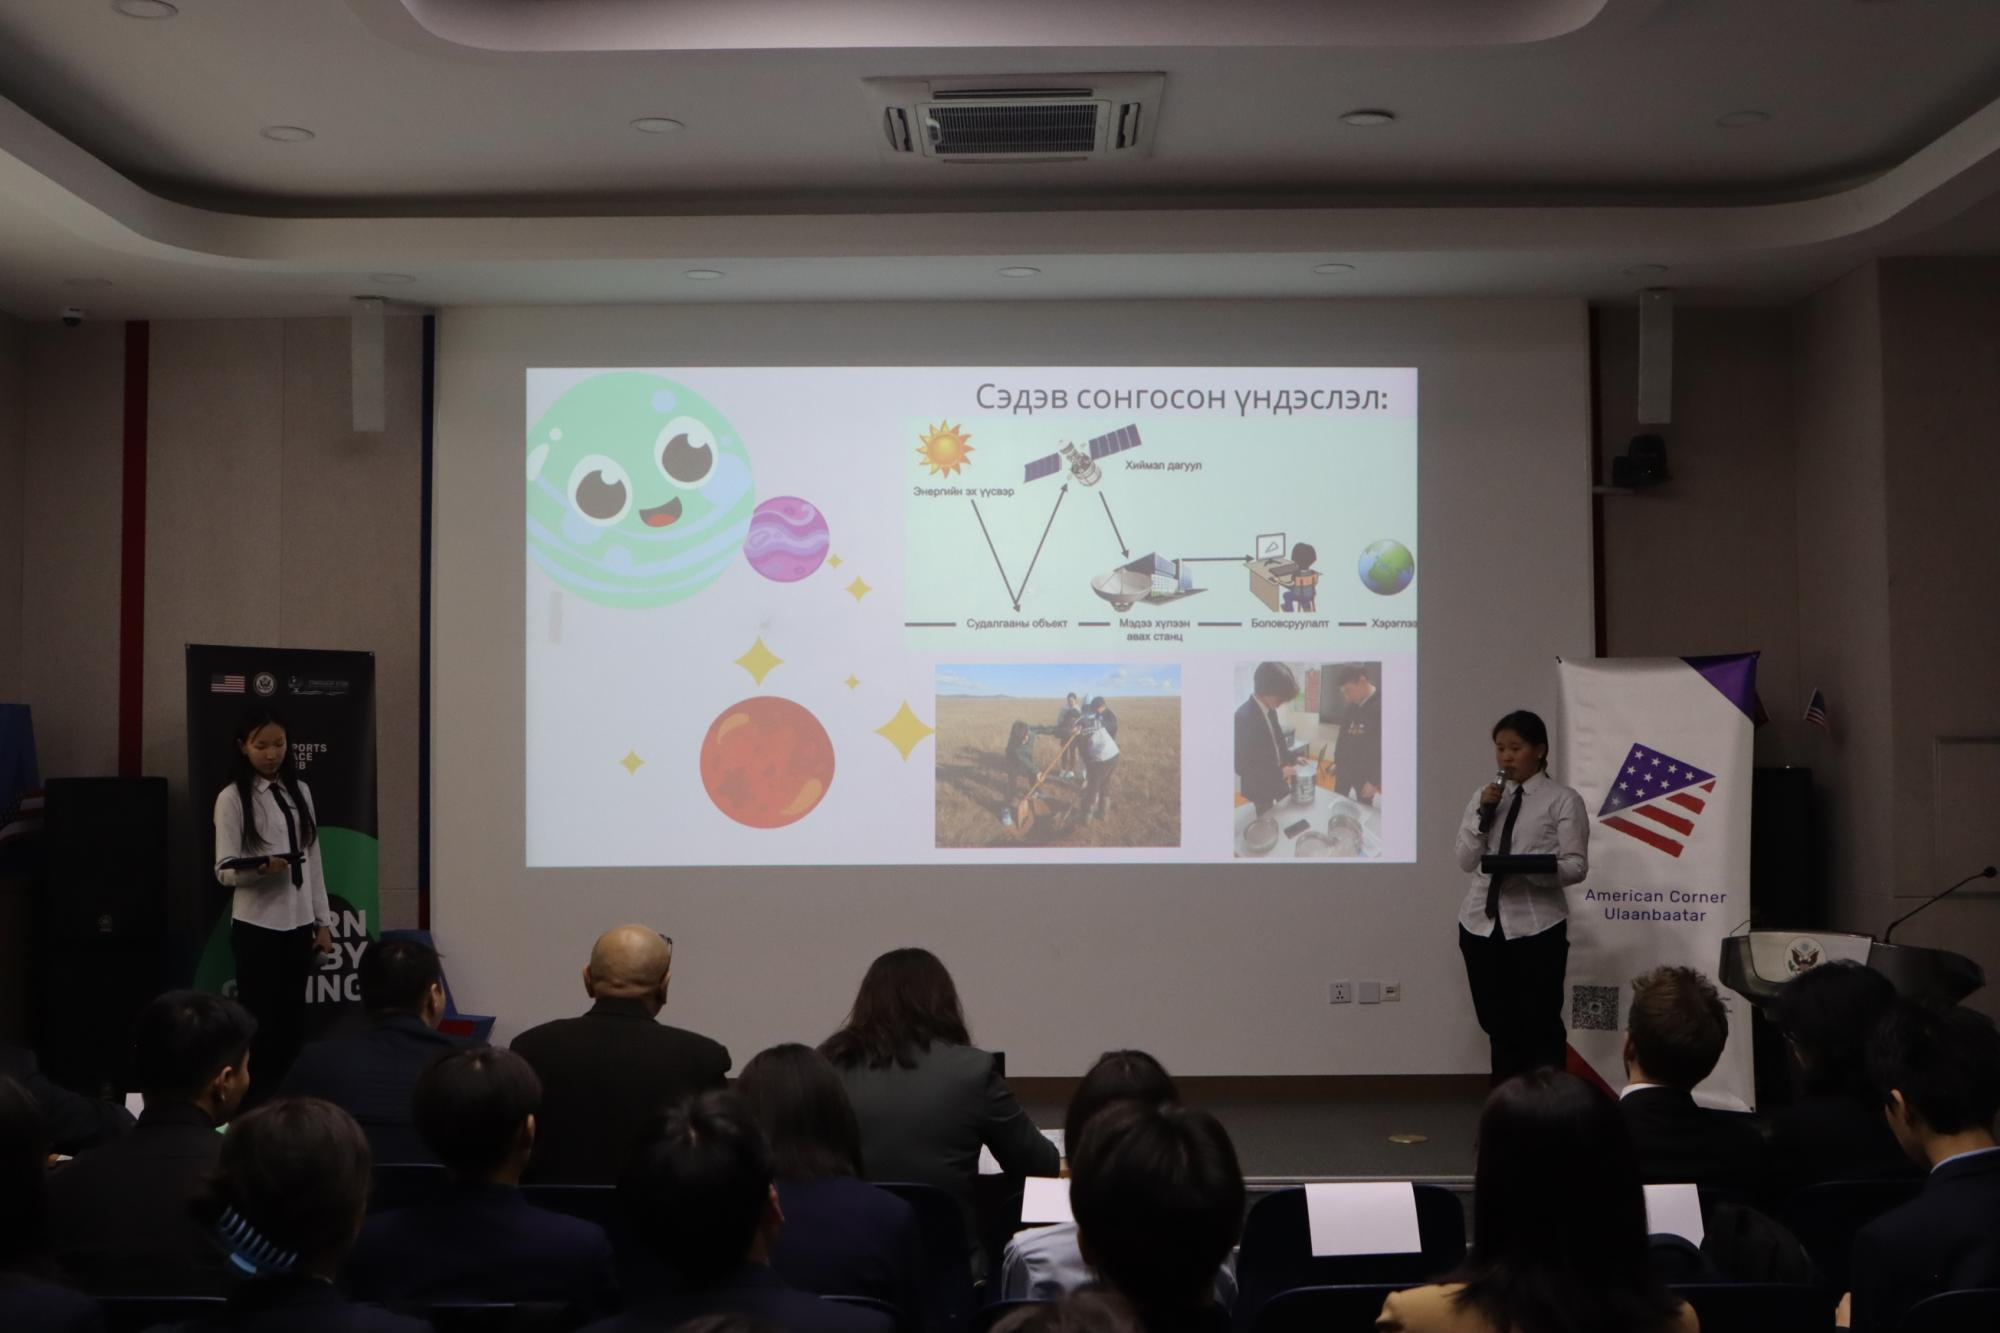 Сэдэв сонгосон үндэслэл:
Хиймэл дагуул
Энергийн эх үүсвэр
Судалгааны объект
Мэдээ хүлээн
авах станц
Боловсруулалт
American Corner
Ulaanbaatar